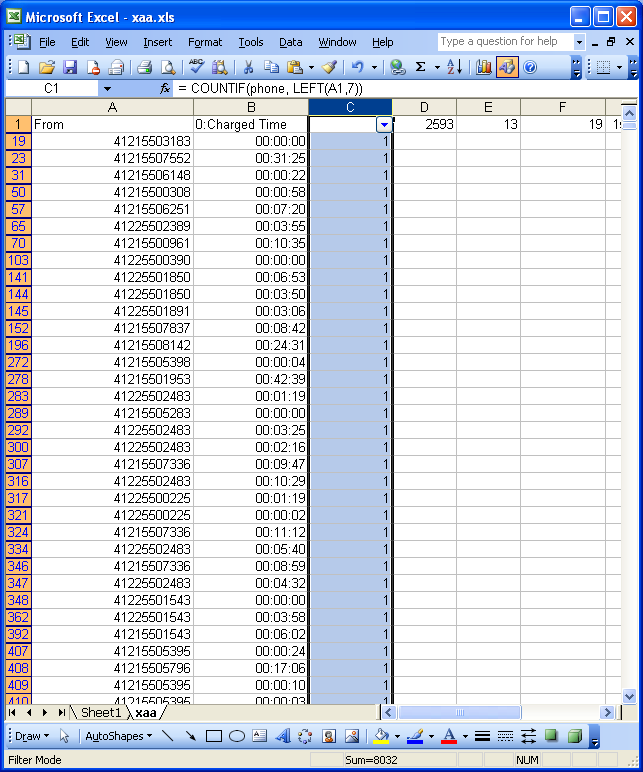 Microsoft Excel - xaa.xls
File Edit View Insert Format Tools Data Window Help Type a question for help
C1 fx = COUNTIF(phone, LEFT(A1,7))
A B C D E F
1 From 0:Charged Time 2593 13 19
19 41215503183 00:00:00 1
23 41215507552 00:31:25 1
31 41215506148 00:00:22 1
50 41215500308 00:00:58 1
57 41215506251 00:07:20 1
65 41225502389 00:03:55 1
70 41215500961 00:10:35 1
103 41225500390 00:00:00 1
141 41225501850 00:06:53 1
144 41225501850 00:03:50 1
145 41225501891 00:03:06 1
152 41215507837 00:08:42 1
196 41215508142 00:24:31 1
272 41215505398 00:00:04 1
278 41215501953 00:42:39 1
283 41225502483 00:01:19 1
289 41215505283 00:00:00 1
292 41225502483 00:03:25 1
300 41225502483 00:02:16 1
307 41215507336 00:09:47 1
316 41225502483 00:10:29 1
317 41225500225 00:01:19 1
321 41225500225 00:00:02 1
324 41215507336 00:11:12 1
334 41225502483 00:05:40 1
346 41215507336 00:08:59 1
347 41225502483 00:04:32 1
348 41225501543 00:00:00 1
362 41225501543 00:03:58 1
392 41215501543 00:06:02 1
407 41215505395 00:00:24 1
408 41215505796 00:17:06 1
409 41215505395 00:00:10 1
410 41215505395 00:00:03 1
Sheet1 xaa
Draw AutoShapes
Filter Mode Sum=8032 NUM